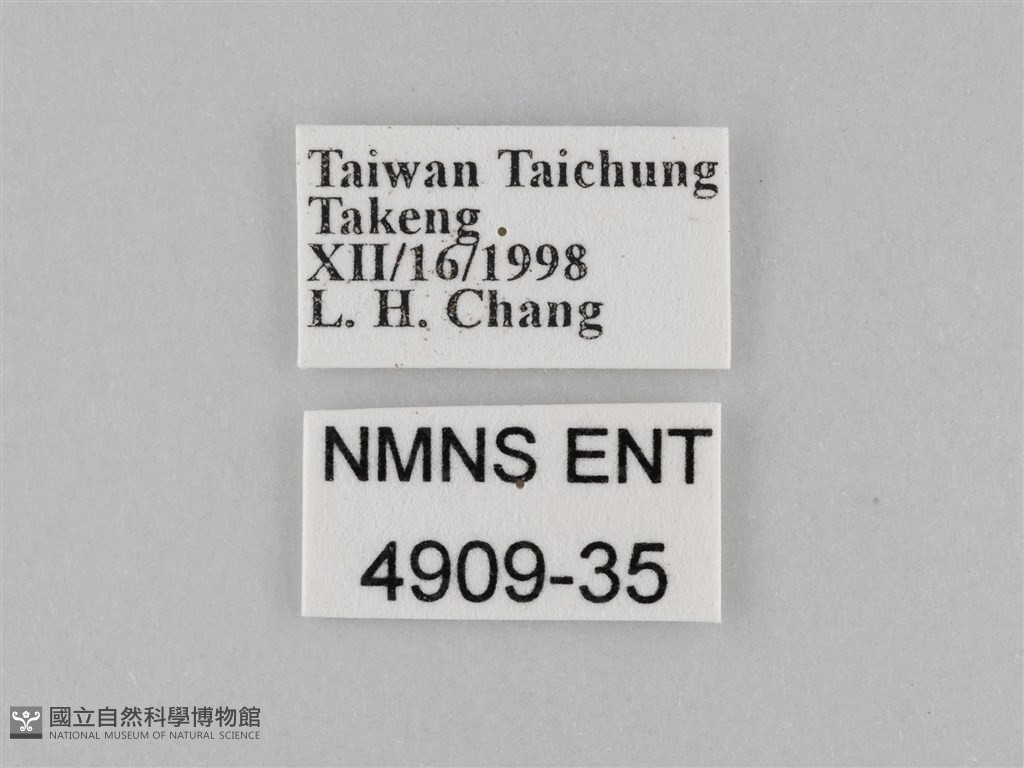 Taiwan Taichung
Takeng
XII/16/1998
L. H. Chang
NMNS ENT
4909-35
國立自然科學博物館
NATIONAL MUSEUM OF NATURAL SCIENCE